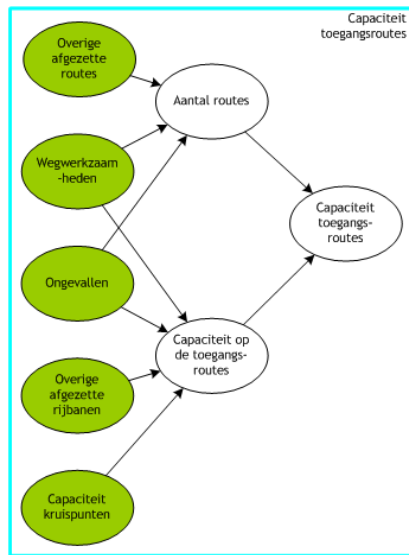 Capaciteit
toegangsroutes
Overige
afgezette
routes
Aantal routes
Wegwerkzaam
-heden
Capaciteit
toegangs-
routes
Ongevallen
Capaciteit op
de toegangs-
routes
Overige
afgezette
rijbanen
Capaciteit
kruispunten